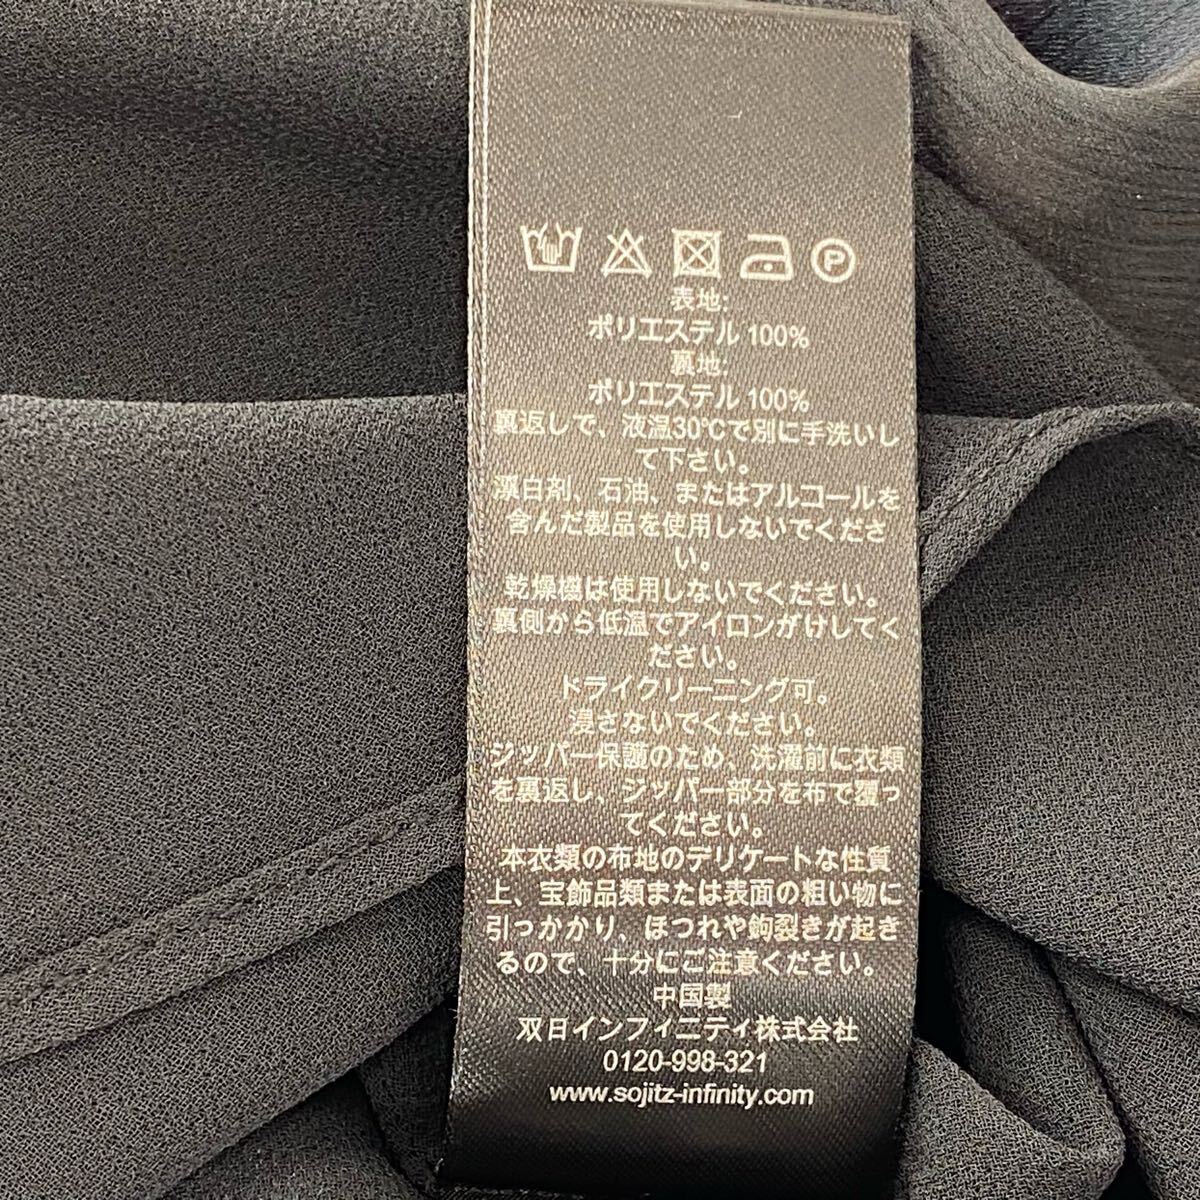 P
表地:
ポリエステル 100%
裏地:
ポリエステル 100%
裏返しで、液温30℃で別に手洗いし
て下さい。
漂白剤、石油、またはアルコールを
含んだ製品を使用しないでくださ
い。
乾燥機は使用しないでください。
裏側から低温でアイロンがけしてく
ださい。
ドライクリーニング可。
浸さないでください。
ジッパー保護のため、洗濯前に衣類
を裏返し、ジッパー部分を布で覆っ
てください。
本衣類の布地のデリケートな性質
上、宝飾品類または表面の粗い物に
引っかかり、ほつれや鉤裂きが起き
るので、十分にご注意ください。
中国製
双日インフィニティ株式会社
0120-998-321
www.sojitz-infinity.com